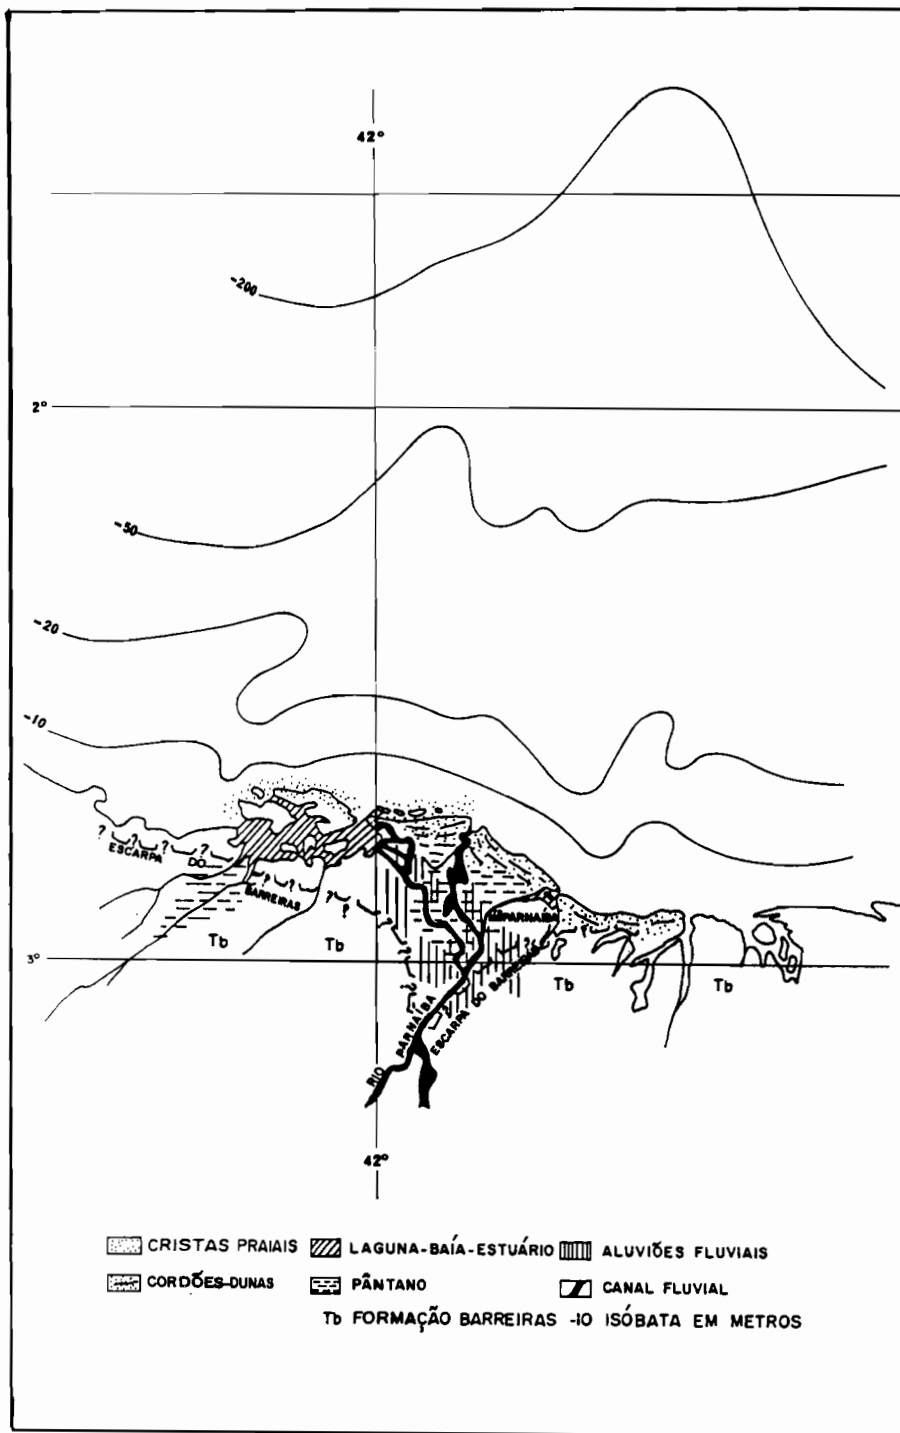 42°
-200
2°
-50
-20
-10
? ? ? ?
ESCARPA DO
BARREIRAS
? ? ? ?
Tb
Tb
PARNAÍBA
3°
Tb
Tb
ESCARPA DO BARREIRAS
RIO PARNAÍBA
42°
CRISTAS PRAIAIS
LAGUNA-BAÍA-ESTUÁRIO
ALUVIÕES FLUVIAIS
CORDÕES-DUNAS
PÂNTANO
CANAL FLUVIAL
Tb FORMAÇÃO BARREIRAS -10 ISÓBATA EM METROS